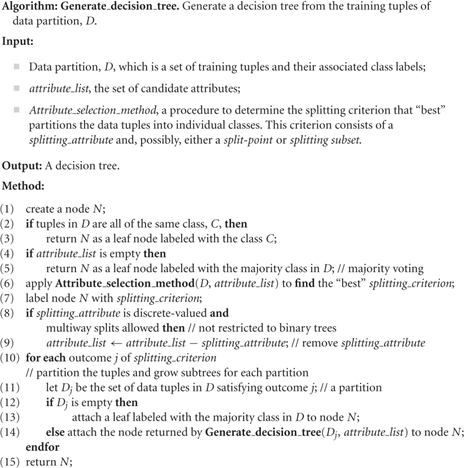 Algorithm: Generate_decision_tree. Generate a decision tree from the training tuples of
data partition, D.
Input:
Data partition, D, which is a set of training tuples and their associated class labels;
attribute_list, the set of candidate attributes;
Attribute_selection_method, a procedure to determine the splitting criterion that “best”
partitions the data tuples into individual classes. This criterion consists of a
splitting_attribute and, possibly, either a split-point or splitting subset.
Output: A decision tree.
Method:
(1) create a node N;
(2) if tuples in D are all of the same class, C, then
(3) return N as a leaf node labeled with the class C;
(4) if attribute_list is empty then
(5) return N as a leaf node labeled with the majority class in D; // majority voting
(6) apply Attribute_selection_method(D, attribute_list) to find the “best” splitting_criterion;
(7) label node N with splitting_criterion;
(8) if splitting_attribute is discrete-valued and
multiway splits allowed then // not restricted to binary trees
(9) attribute_list ← attribute_list − splitting_attribute; // remove splitting_attribute
(10) for each outcome j of splitting_criterion
// partition the tuples and grow subtrees for each partition
(11) let Dj be the set of data tuples in D satisfying outcome j; // a partition
(12) if Dj is empty then
(13) attach a leaf labeled with the majority class in D to node N;
(14) else attach the node returned by Generate_decision_tree(Dj, attribute_list) to node N;
endfor
(15) return N;